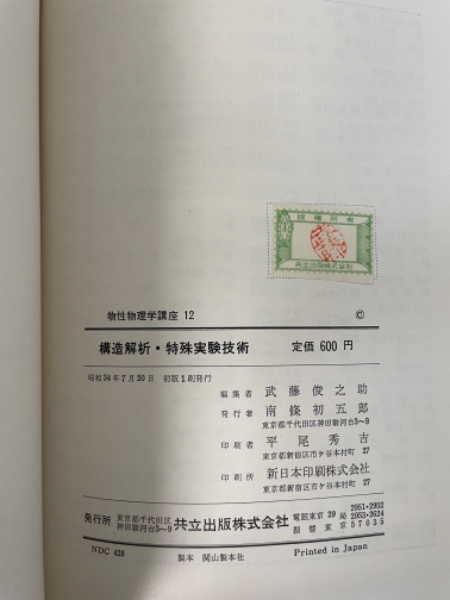 共立出版株式会社
物性物理学講座 12 ©
構造解析・特殊実験技術 定価 600 円
昭和34年7月20日 初版1刷発行
編集者 武藤俊之助
発行者 南條初五郎
東京都千代田区神田駿河台3~9
印刷者 平尾秀吉
東京都新宿区市ケ谷本村町 27
印刷所 新日本印刷株式会社
東京都新宿区市ケ谷本村町 27
発行所 東京都千代田区神田駿河台3~9 共立出版株式会社 電話東京 29 局 2951・2952 2953・2624
振替東京 57035
NDC 428 製本 関山製本社 Printed in Japan